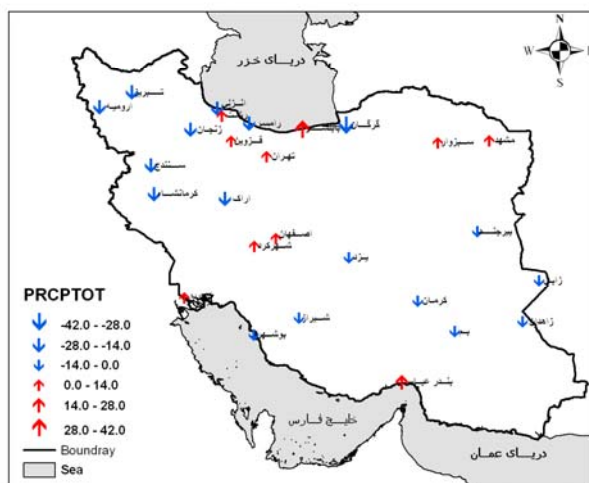 N
W
E
S
دریای خزر
تبریز
ارومیه
انزلی
رامسر
گرگان
زنجان
قزوین
تهران
سبزوار
مشهد
سنندج
کرمانشاه
اراک
اصفهان
شهرکرد
بیرجند
یزد
زابل
کرمان
زاهدان
شیراز
بم
بوشهر
بندر عباس
خلیج فارس
دریای عمان
PRCPTOT
-42.0 - -28.0
-28.0 - -14.0
-14.0 - 0.0
0.0 - 14.0
14.0 - 28.0
28.0 - 42.0
Boundray
Sea